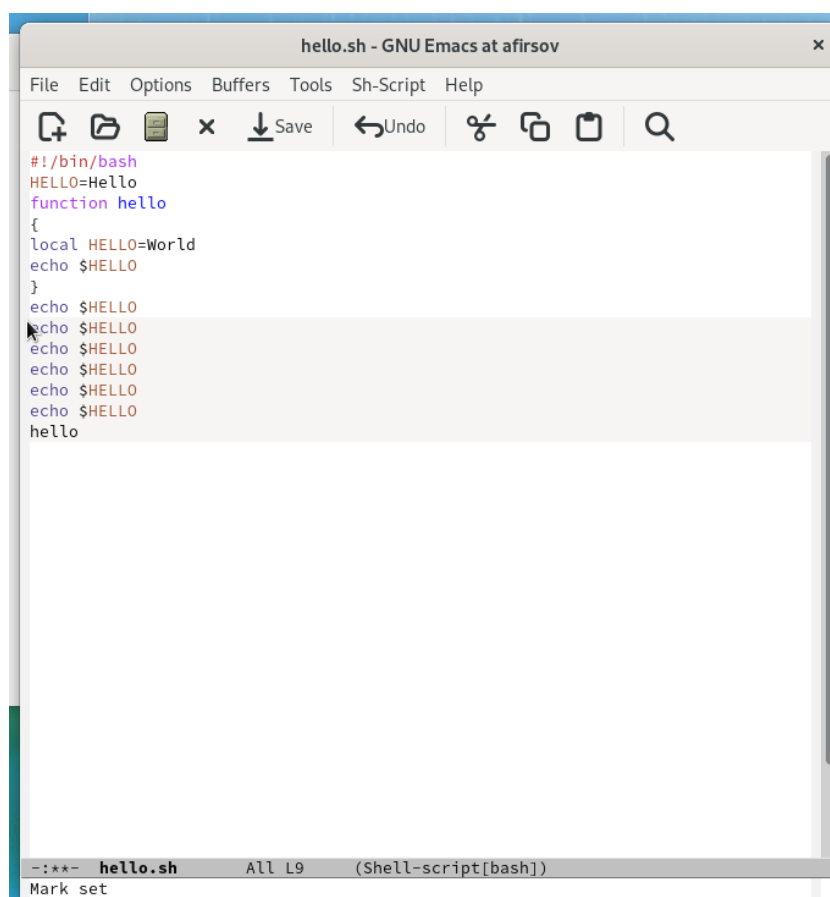 hello.sh - GNU Emacs at afirsov
File Edit Options Buffers Tools Sh-Script Help
Save Undo
#!/bin/bash
HELLO=Hello
function hello
{
local HELLO=World
echo $HELLO
}
echo $HELLO
echo $HELLO
echo $HELLO
echo $HELLO
echo $HELLO
echo $HELLO
hello
-:**- hello.sh All L9 (Shell-script[bash])
Mark set